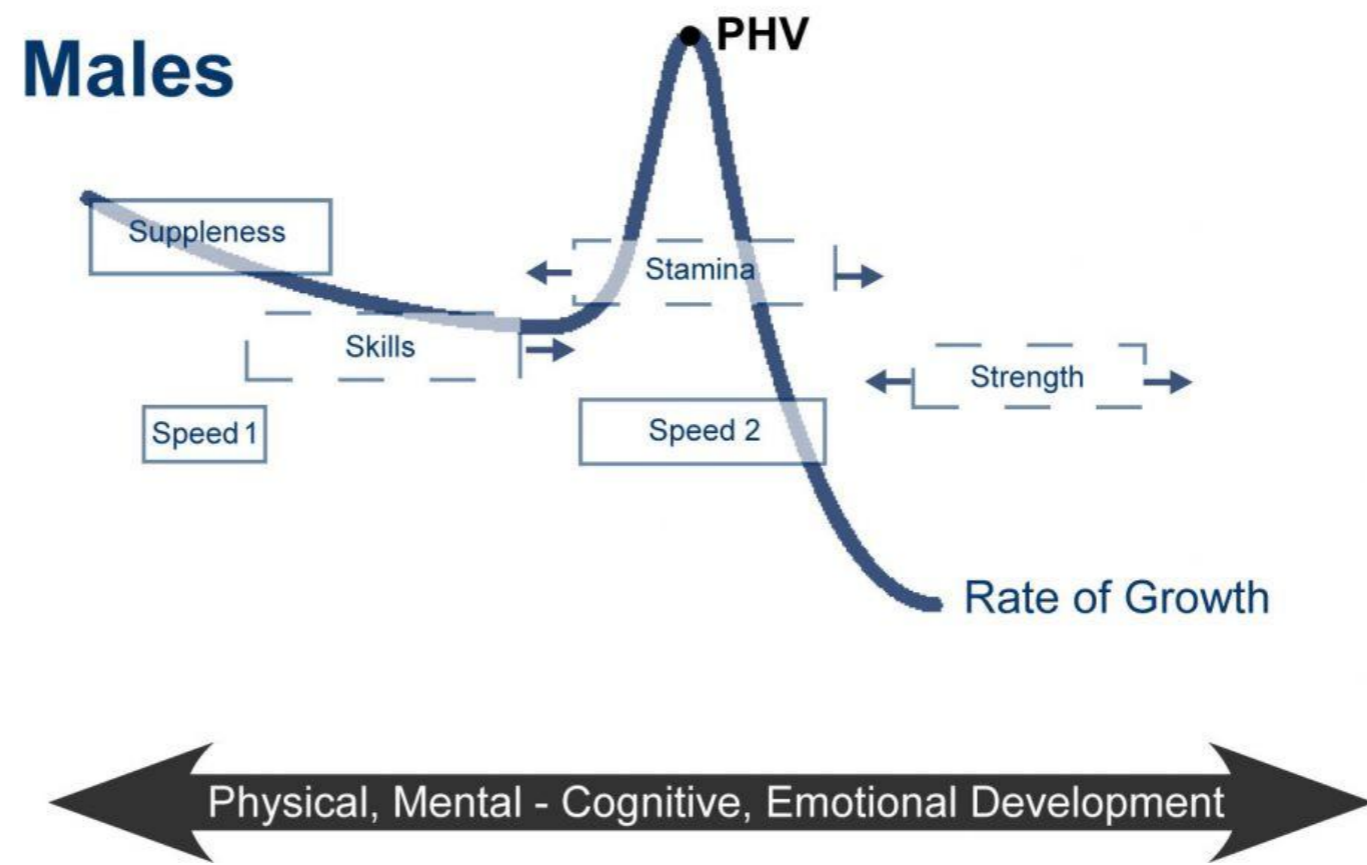 PHV
Males
Suppleness
Stamina
Skills
Strength
Speed 1
Speed 2
Rate of Growth
Physical, Mental - Cognitive, Emotional Development